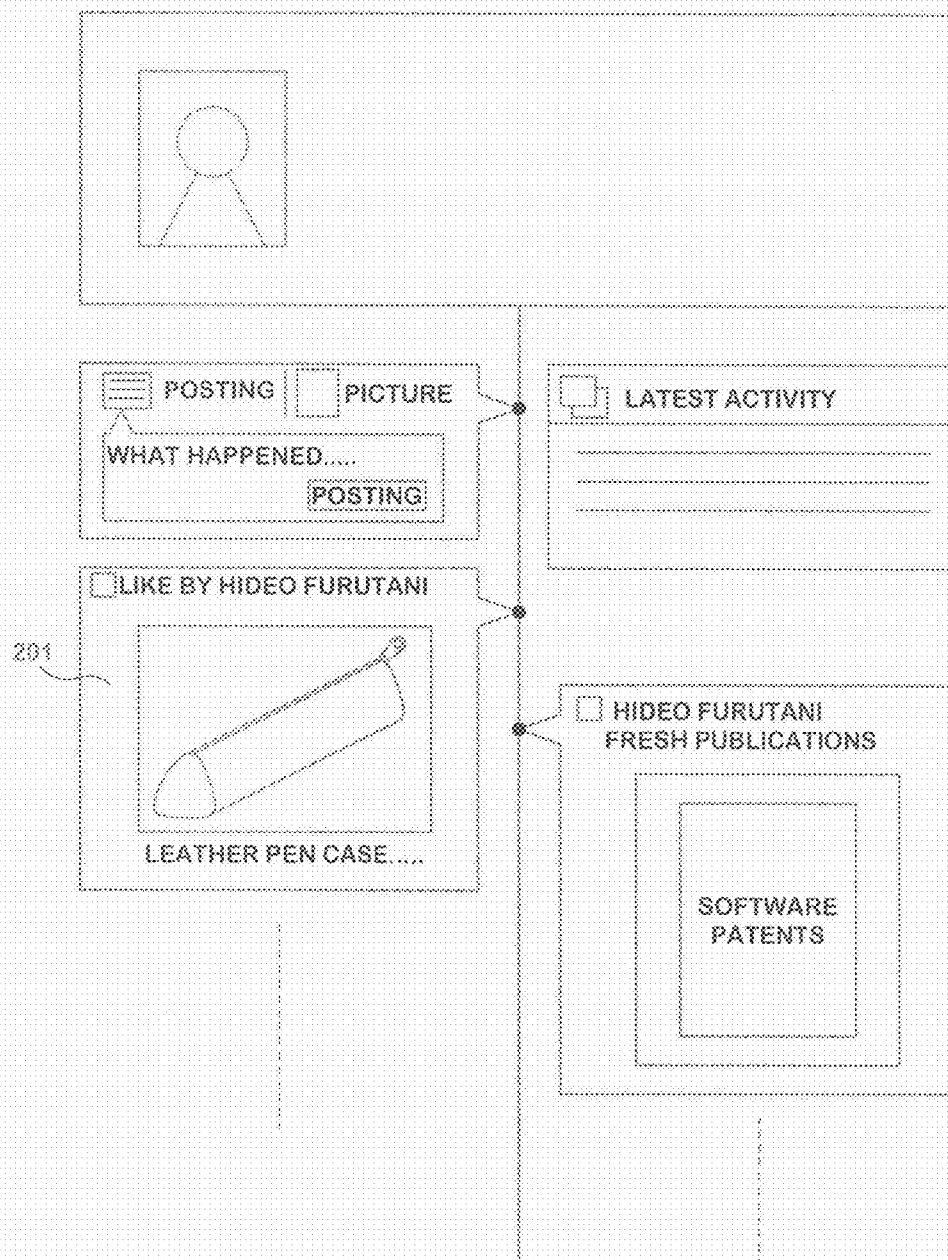 POSTING
PICTURE
WHAT HAPPENED.....
POSTING
LATEST ACTIVITY
LIKE BY HIDEO FURUTANI
201
LEATHER PEN CASE.....
HIDEO FURUTANI
FRESH PUBLICATIONS
SOFTWARE
PATENTS